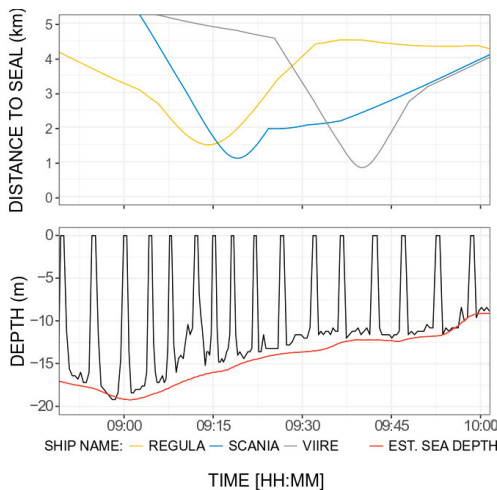 DISTANCE TO SEAL (km)
5
4
3
2
1
0
DEPTH (m)
0
−5
−10
−15
−20
09:00 09:15 09:30 09:45 10:00
SHIP NAME: REGULA SCANIA VIIRE EST. SEA DEPTH
TIME [HH:MM]